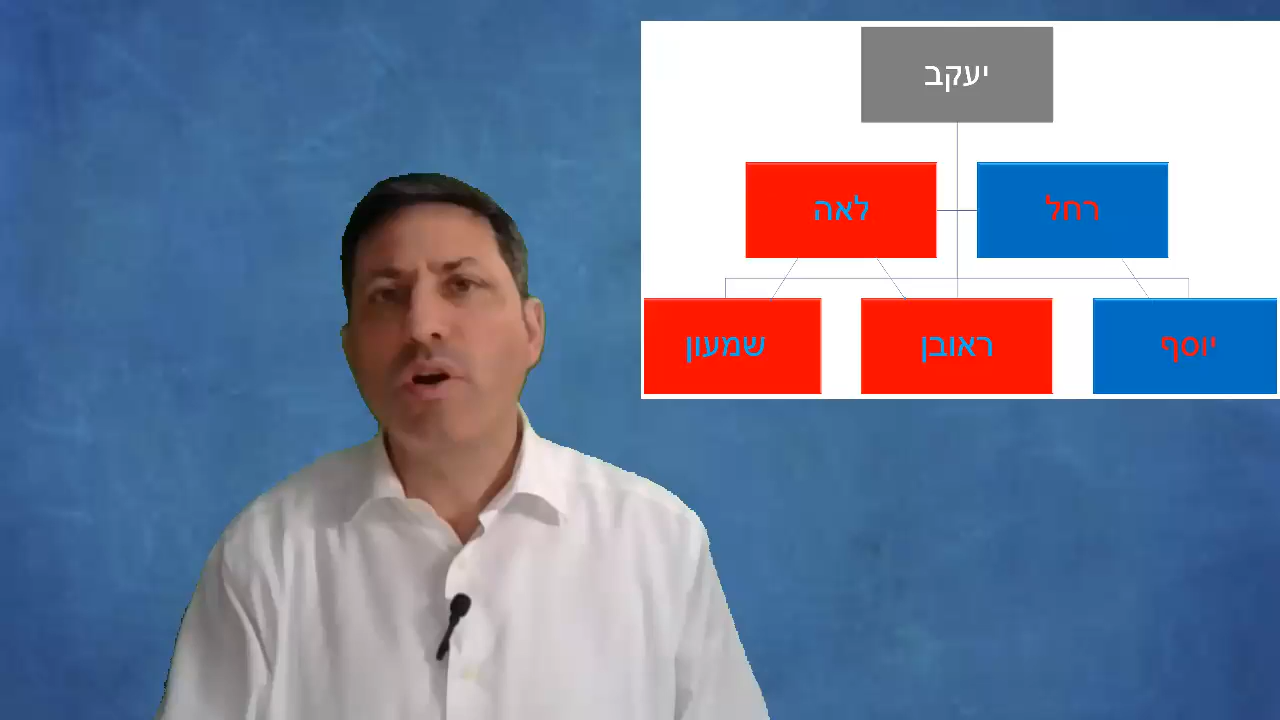 יעקב
רחל
לאה
יוסף
ראובן
שמעון